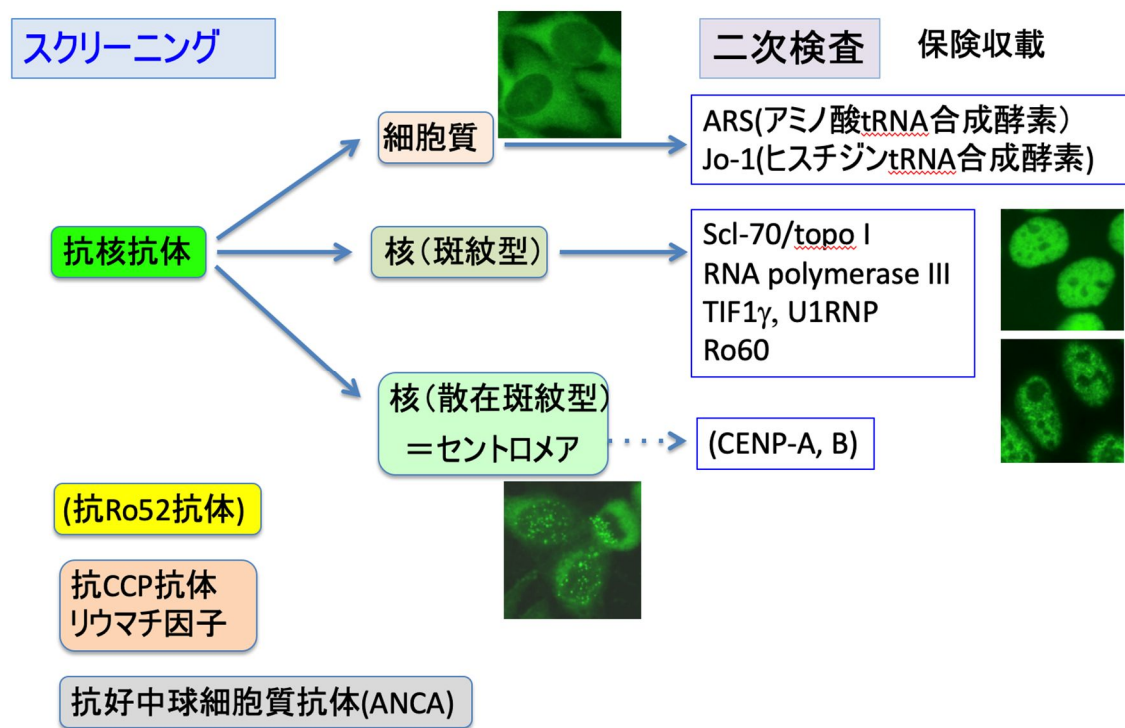 スクリーニング
二次検査
保険収載
細胞質
ARS(アミノ酸tRNA合成酵素）
Jo-1(ヒスチジンtRNA合成酵素)
抗核抗体
核（斑紋型）
Scl-70/topo I
RNA polymerase III
TIF1γ, U1RNP
Ro60
核（散在斑紋型）
＝セントロメア
(CENP-A, B)
(抗Ro52抗体)
抗CCP抗体
リウマチ因子
抗好中球細胞質抗体(ANCA)